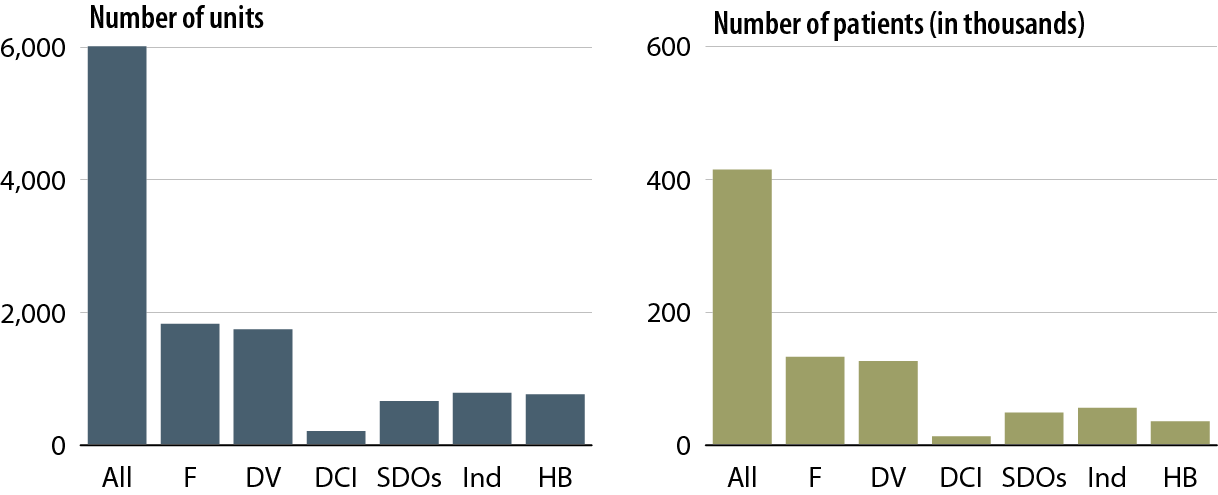 Number of units
6,000
4,000
2,000
0
All F DV DCI SDOs Ind HB
Number of patients (in thousands)
600
400
200
0
All F DV DCI SDOs Ind HB